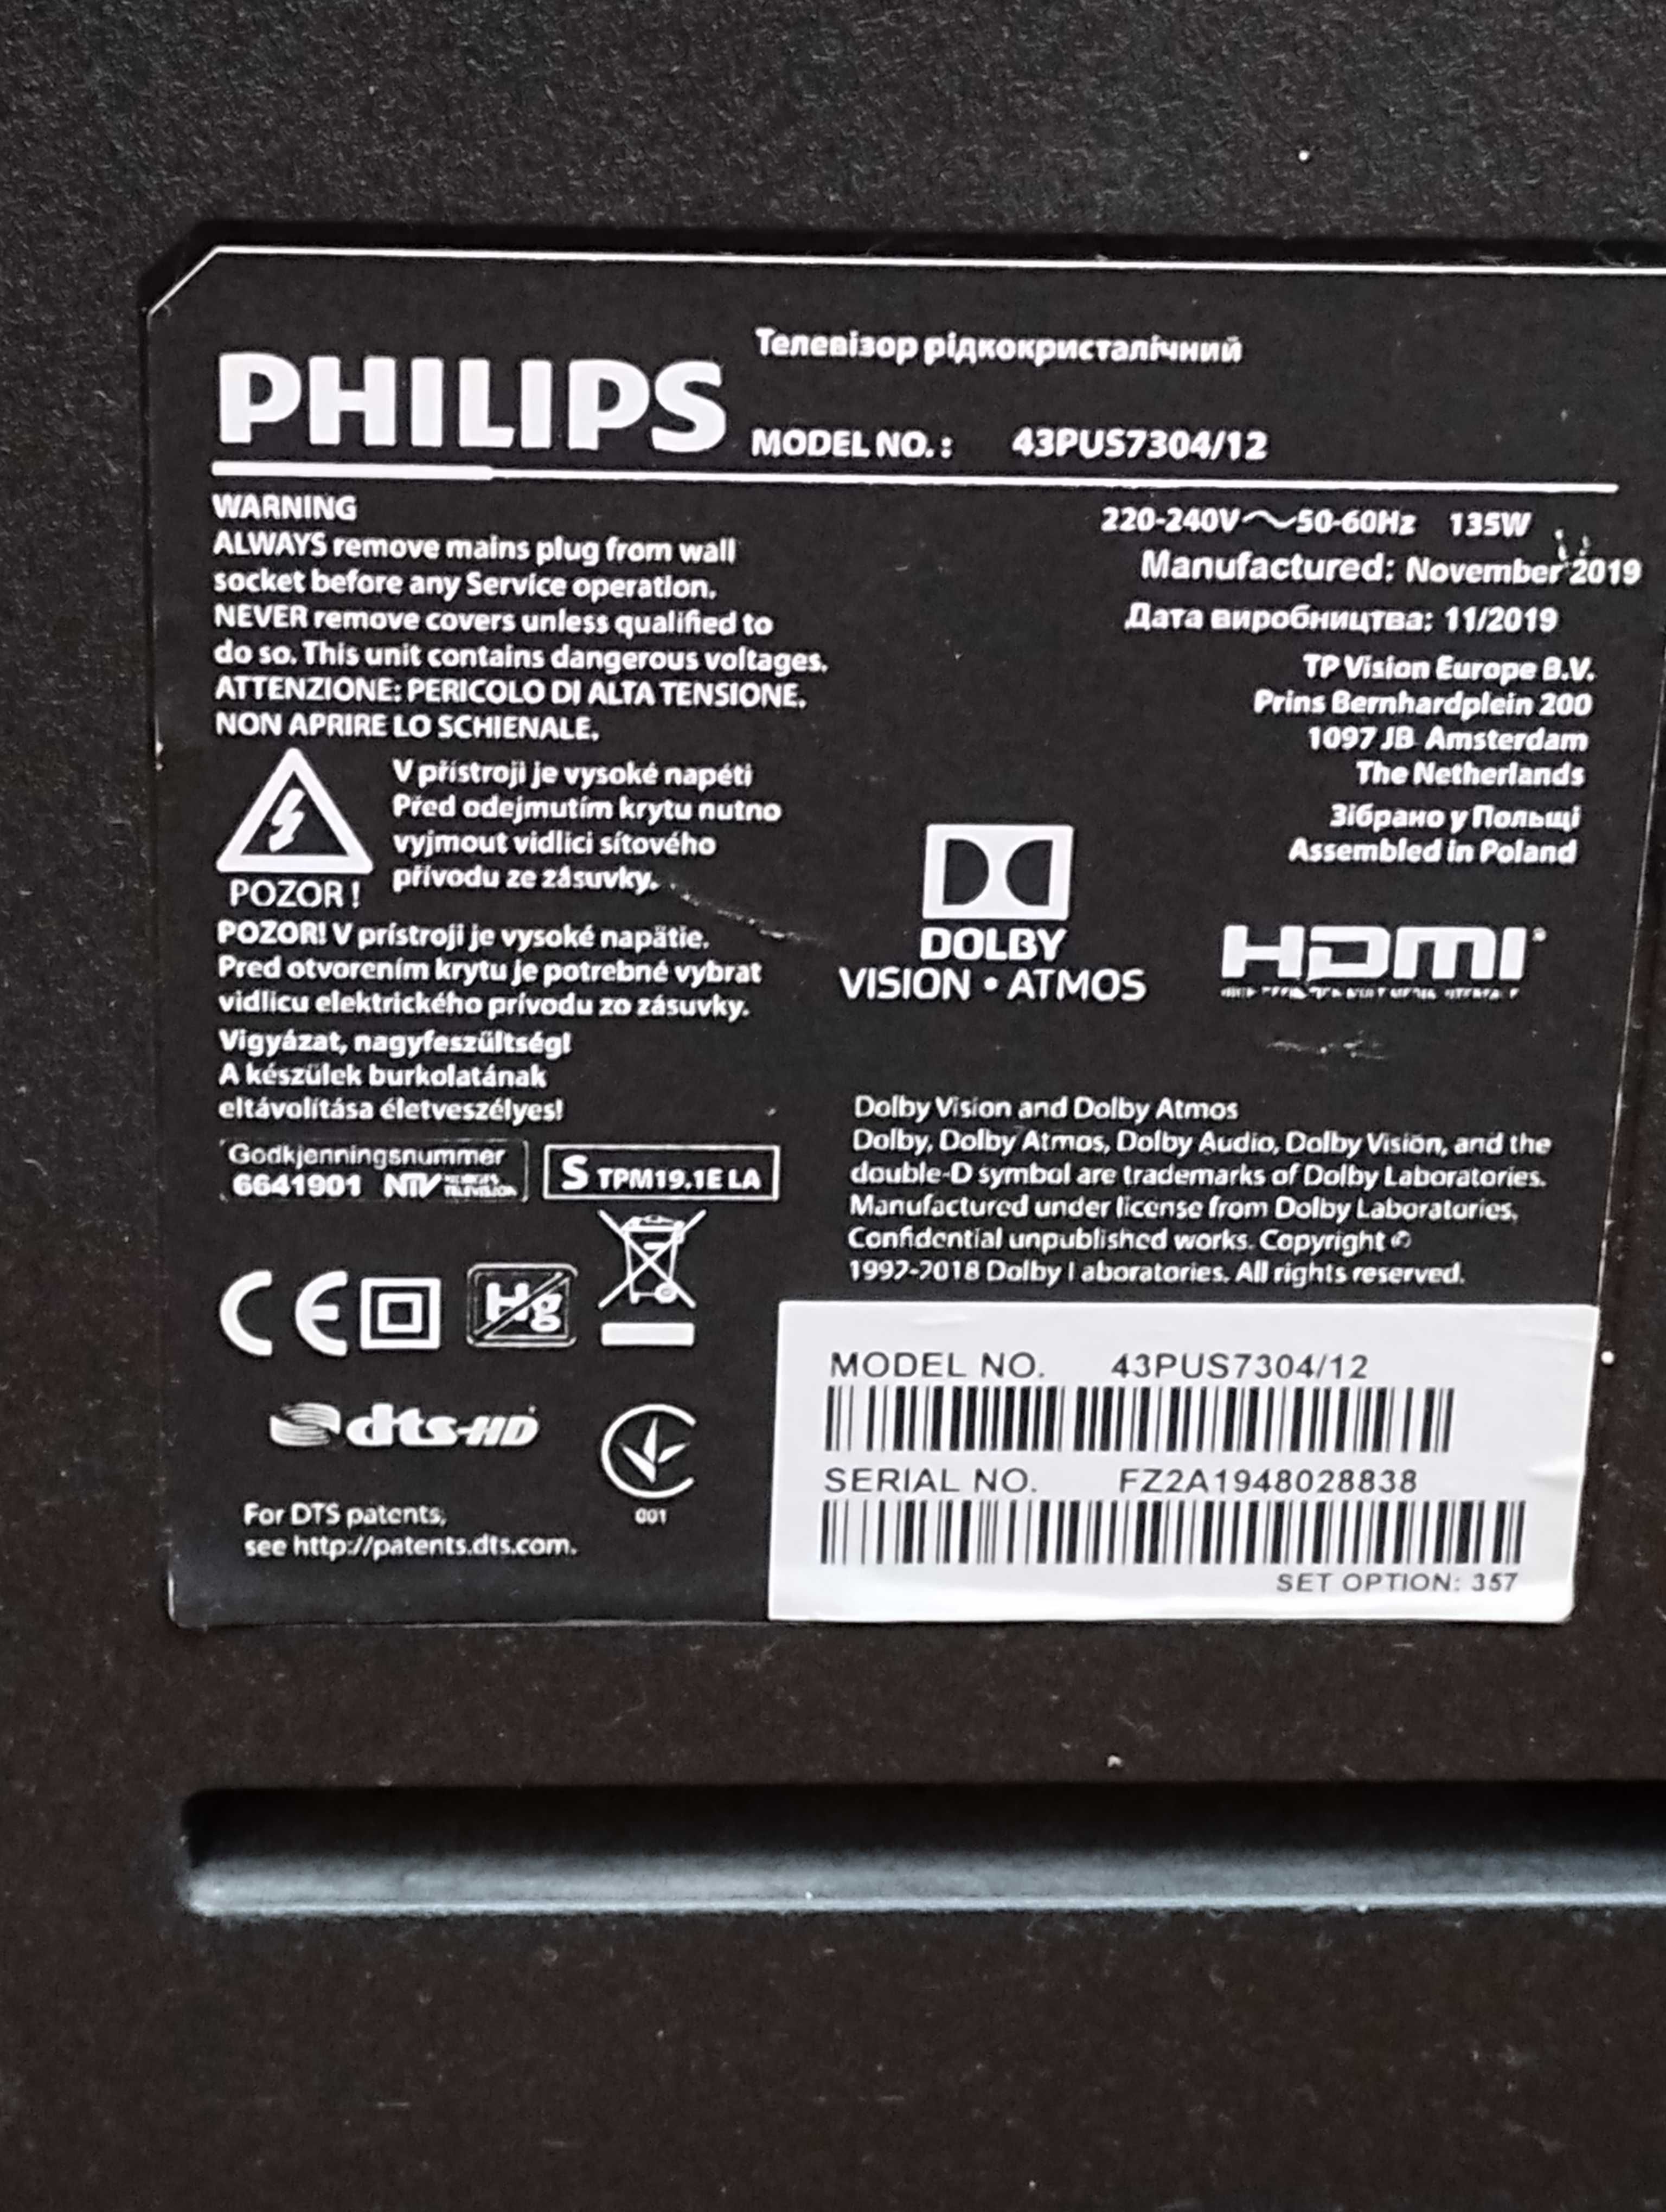 Телевізор рідкокристалічний
PHILIPS
MODEL NO.: 43PUS7304/12
WARNING
ALWAYS remove mains plug from wall
socket before any Service operation.
NEVER remove covers unless qualified to
do so. This unit contains dangerous voltages.
ATTENZIONE: PERICOLO DI ALTA TENSIONE.
NON APRIRE LO SCHIENALE.
V přístroji je vysoké napéti
Před odejmutím krytu nutno
vyjmout vidlici sítového
přívodu ze zásuvky.
POZOR !
POZOR! V prístroji je vysoké napätie.
Pred otvorením krytu je potrebné vybrat
vidlicu elektrického prívodu zo zásuvky.
Vigyázat, nagyfeszültség!
A készülek burkolatának
eltávolítása életveszélyes!
Godkjenningsnummer
6641901 NTV TELEVISION
S TPM19.1E LA
CE
Hg
dts-HD
001
For DTS patents,
see http://patents.dts.com.
220-240V~50-60Hz 135W
Manufactured: November 2019
Дата виробництва: 11/2019
TP Vision Europe B.V.
Prins Bernhardplein 200
1097 JB Amsterdam
The Netherlands
Зібрано у Польщі
Assembled in Poland
DOLBY
VISION • ATMOS
HDMI
Dolby Vision and Dolby Atmos
Dolby, Dolby Atmos, Dolby Audio, Dolby Vision, and the
double-D symbol are trademarks of Dolby Laboratories.
Manufactured under license from Dolby Laboratories.
Confidential unpublished works. Copyright ©
1992-2018 Dolby Laboratories. All rights reserved.
MODEL NO. 43PUS7304/12
SERIAL NO. FZ2A1948028838
SET OPTION: 357